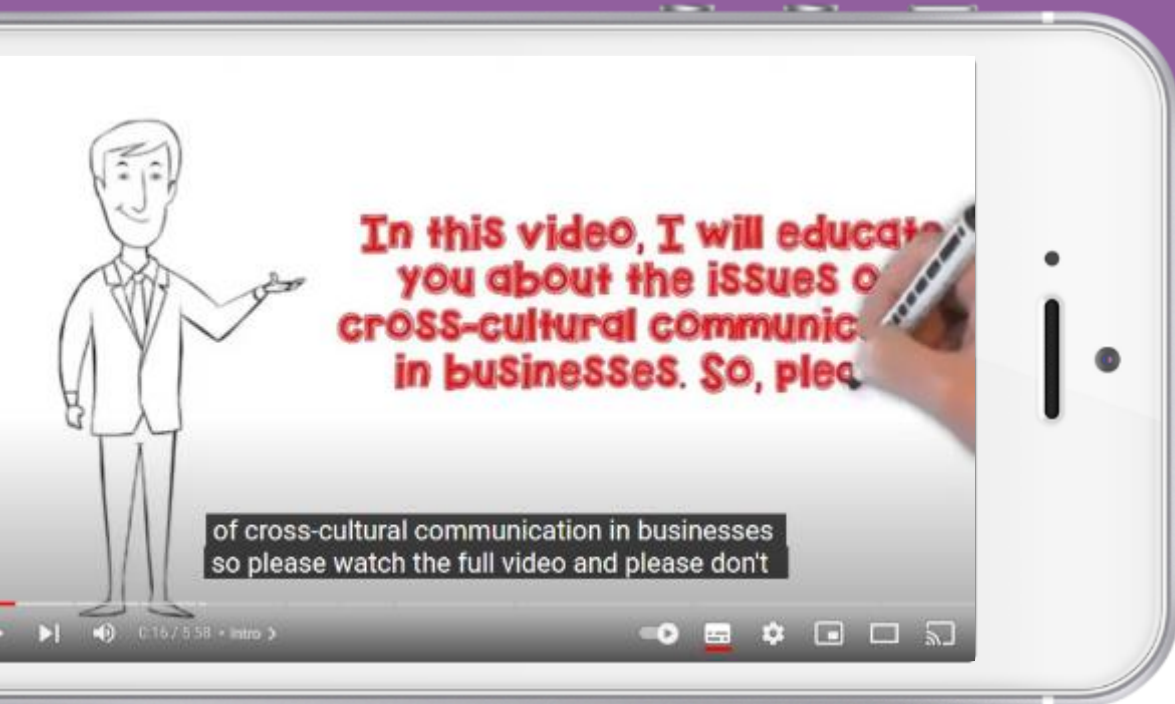 In this video, I will educate
you about the issues o
cross-cultural communic
in businesses. So, plea
of cross-cultural communication in businesses
so please watch the full video and please don't
0:16 / 5:58 • Intro >